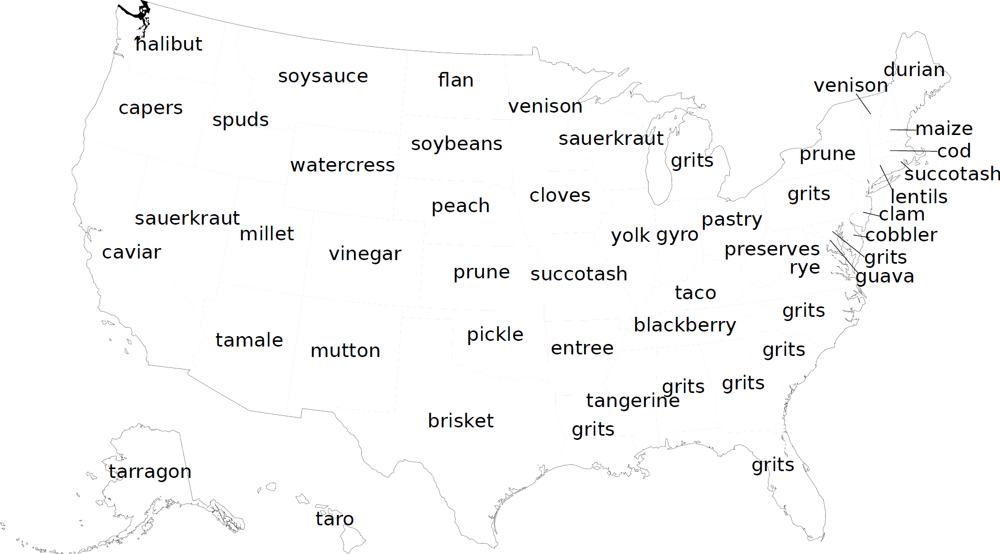 halibut
durian
soysauce
flan
venison
capers
venison
spuds
maize
sauerkraut
soybeans
cod
prune
grits
watercress
succotash
grits
cloves
lentils
peach
clam
sauerkraut
pastry
millet
yolk
gyro
cobbler
preserves
caviar
vinegar
grits
rye
prune
succotash
guava
taco
grits
blackberry
pickle
tamale
entree
grits
mutton
grits
grits
tangerine
brisket
grits
grits
tarragon
taro